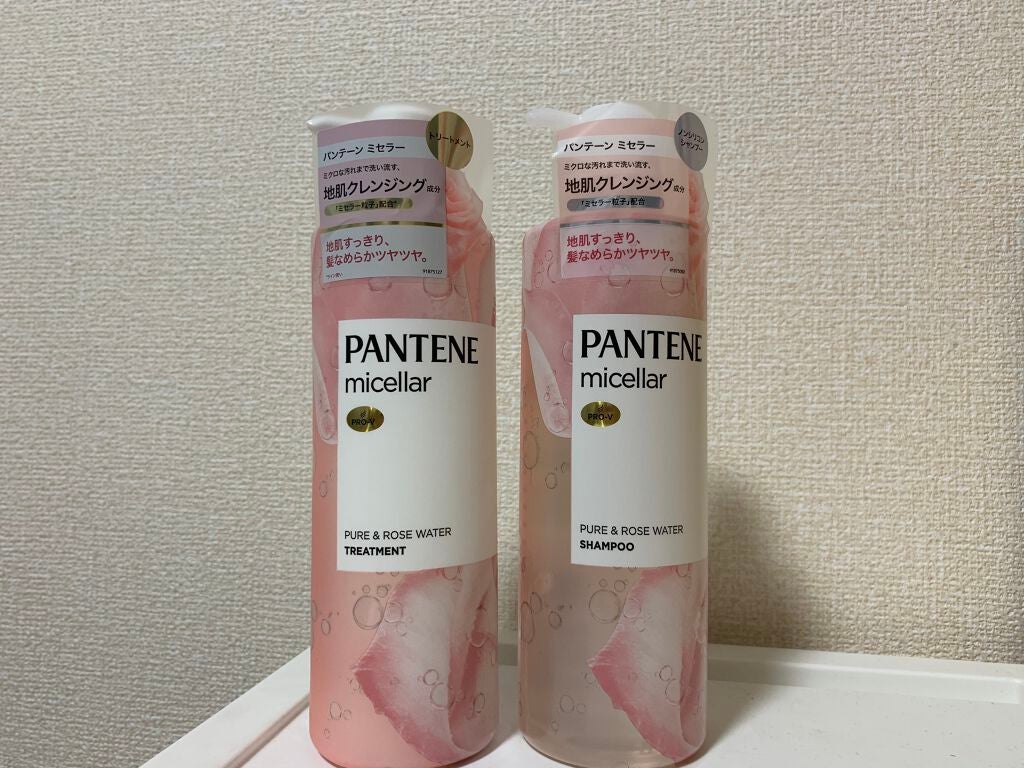 トリートメント
パンテーン ミセラー
ミクロな汚れまで洗い流す、
地肌クレンジング成分
「ミセラー粒子」配合*
地肌すっきり、
髪なめらかツヤツヤ。
91875127
PANTENE
micellar
PRO-V
PURE & ROSE WATER
TREATMENT
ノンシリコン
シャンプー
パンテーン ミセラー
ミクロな汚れまで洗い流す、
地肌クレンジング成分
「ミセラー粒子」配合
地肌すっきり、
髪なめらかツヤツヤ。
PANTENE
micellar
PRO-V
PURE & ROSE WATER
SHAMPOO